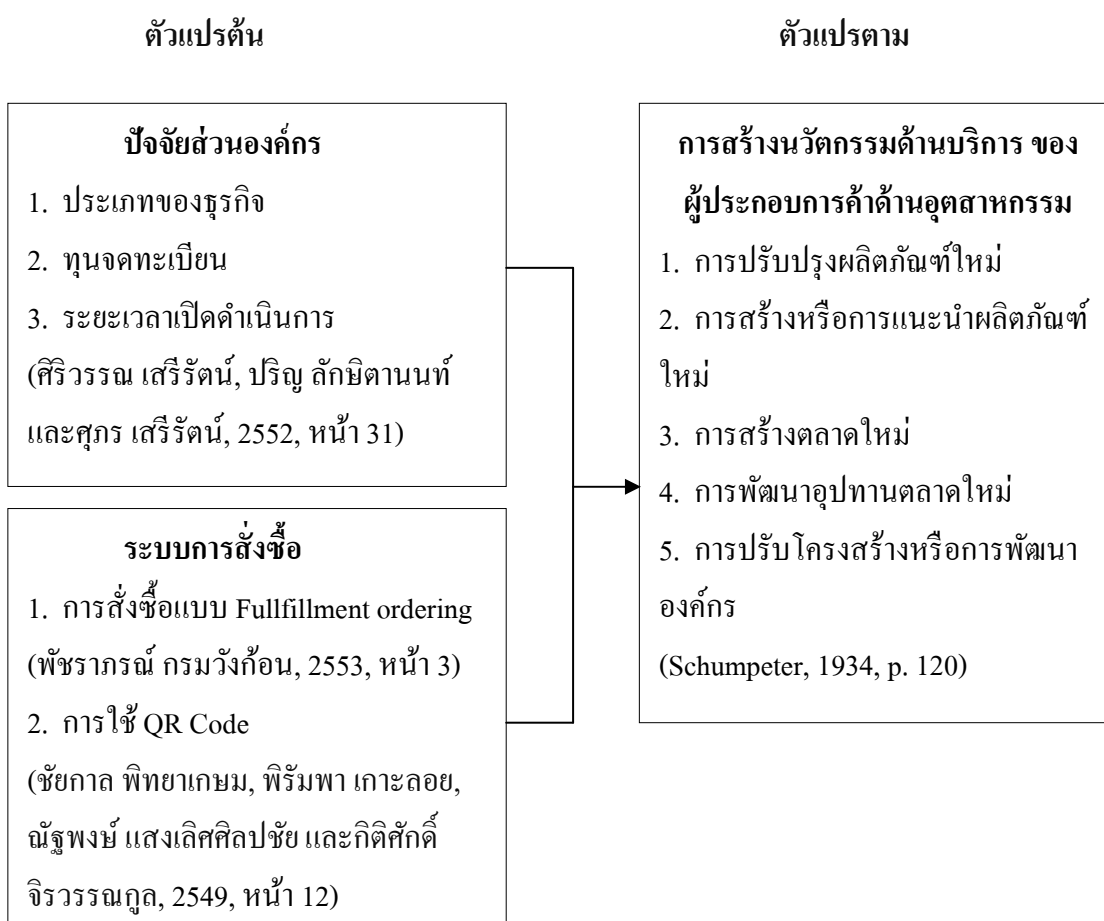 ตัวแปรต้น
ตัวแปรตาม
ปัจจัยส่วนองค์กร
1. ประเภทของธุรกิจ
2. ทุนจดทะเบียน
3. ระยะเวลาเปิดดำเนินการ
(ศิริวรรณ เสรีรัตน์, ปริญ ลักษิตานนท์
และศุภร เสรีรัตน์, 2552, หน้า 31)
ระบบการสั่งซื้อ
1. การสั่งซื้อแบบ Fullfillment ordering
(พัชราภรณ์ กรมวังก้อน, 2553, หน้า 3)
2. การใช้ QR Code
(ชัยกาล พิทยาเกษม, พิรัมพา เกาะลอย,
ณัฐพงษ์ แสงเลิศศิลปชัย และกิติศักดิ์
จิรวรรณกูล, 2549, หน้า 12)
การสร้างนวัตกรรมด้านบริการ ของ
ผู้ประกอบการค้าด้านอุตสาหกรรม
1. การปรับปรุงผลิตภัณฑ์ใหม่
2. การสร้างหรือการแนะนำผลิตภัณฑ์
ใหม่
3. การสร้างตลาดใหม่
4. การพัฒนาอุปทานตลาดใหม่
5. การปรับโครงสร้างหรือการพัฒนา
องค์กร
(Schumpeter, 1934, p. 120)